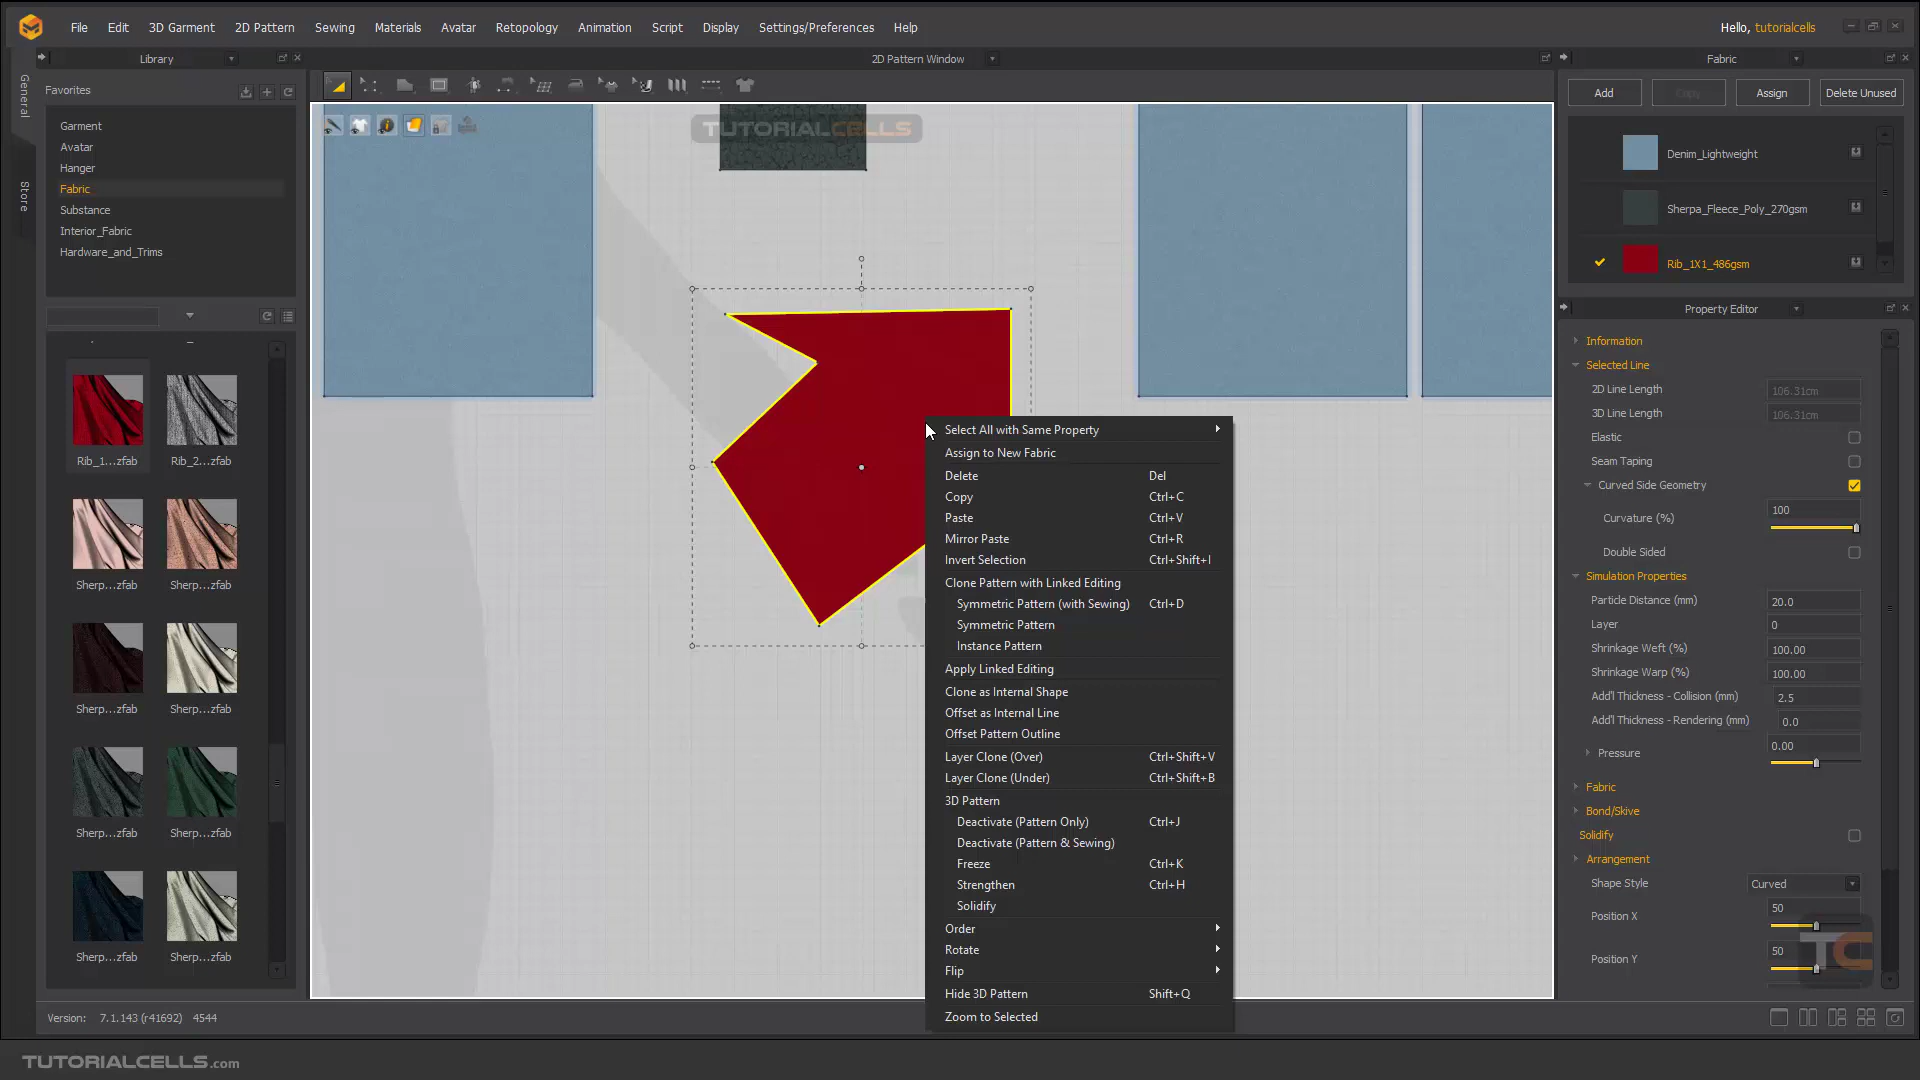 File Edit 3D Garment 2D Pattern Sewing Materials Avatar Retopology Animation Script Display Settings/Preferences Help
Hello, tutorialcells
Library
2D Pattern Window
Fabric
General
Store
Favorites
Garment
Avatar
Hanger
Fabric
Substance
Interior_Fabric
Hardware_and_Trims
Rib_1...zfab Rib_2...zfab
Sherp...zfab Sherp...zfab
Sherp...zfab Sherp...zfab
Sherp...zfab Sherp...zfab
Sherp...zfab Sherp...zfab
TUTORIALCELLS
Select All with Same Property
Assign to New Fabric
Delete Del
Copy Ctrl+C
Paste Ctrl+V
Mirror Paste Ctrl+R
Invert Selection Ctrl+Shift+I
Clone Pattern with Linked Editing
Symmetric Pattern (with Sewing) Ctrl+D
Symmetric Pattern
Instance Pattern
Apply Linked Editing
Clone as Internal Shape
Offset as Internal Line
Offset Pattern Outline
Layer Clone (Over) Ctrl+Shift+V
Layer Clone (Under) Ctrl+Shift+B
3D Pattern
Deactivate (Pattern Only) Ctrl+J
Deactivate (Pattern & Sewing)
Freeze Ctrl+K
Strengthen Ctrl+H
Solidify
Order
Rotate
Flip
Hide 3D Pattern Shift+Q
Zoom to Selected
Add Copy Assign Delete Unused
Denim_Lightweight
Sherpa_Fleece_Poly_270gsm
Rib_1X1_486gsm
Property Editor
Information
Selected Line
2D Line Length 106.31cm
3D Line Length 106.31cm
Elastic
Seam Taping
Curved Side Geometry
Curvature (%) 100
Double Sided
Simulation Properties
Particle Distance (mm) 20.0
Layer 0
Shrinkage Weft (%) 100.00
Shrinkage Warp (%) 100.00
Add'l Thickness - Collision (mm) 2.5
Add'l Thickness - Rendering (mm) 0.0
Pressure 0.00
Fabric
Bond/Skive
Solidify
Arrangement
Shape Style Curved
Position X 50
Position Y 50
TC
Version: 7.1.143 (r41692) 4544
TUTORIALCELLS.com